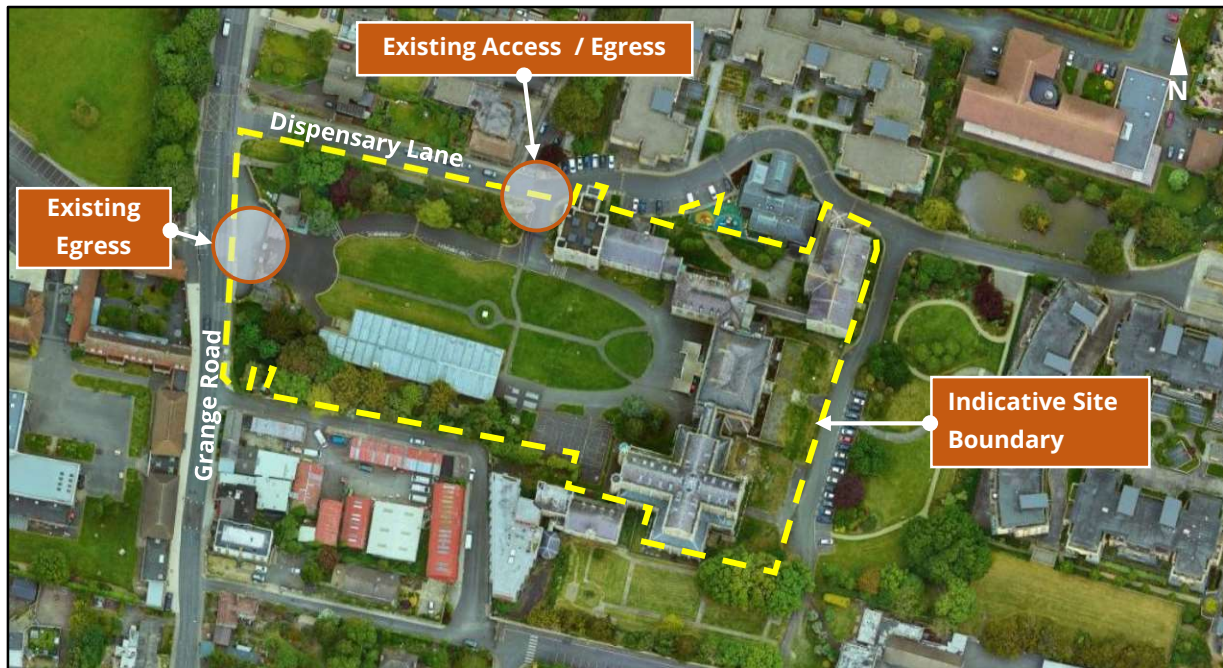 Existing Access / Egress
N
Dispensary Lane
Existing
Egress
Grange Road
Indicative Site
Boundary